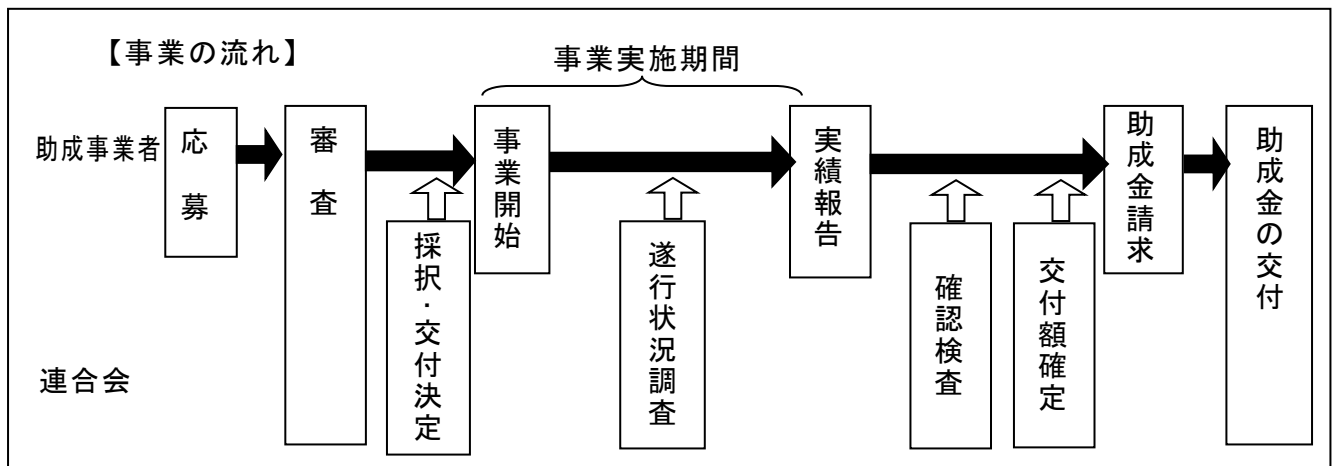 【事業の流れ】
事業実施期間
助成事業者
応募
審査
採択・交付決定
事業開始
遂行状況調査
実績報告
確認検査
交付額確定
助成金請求
助成金の交付
連合会